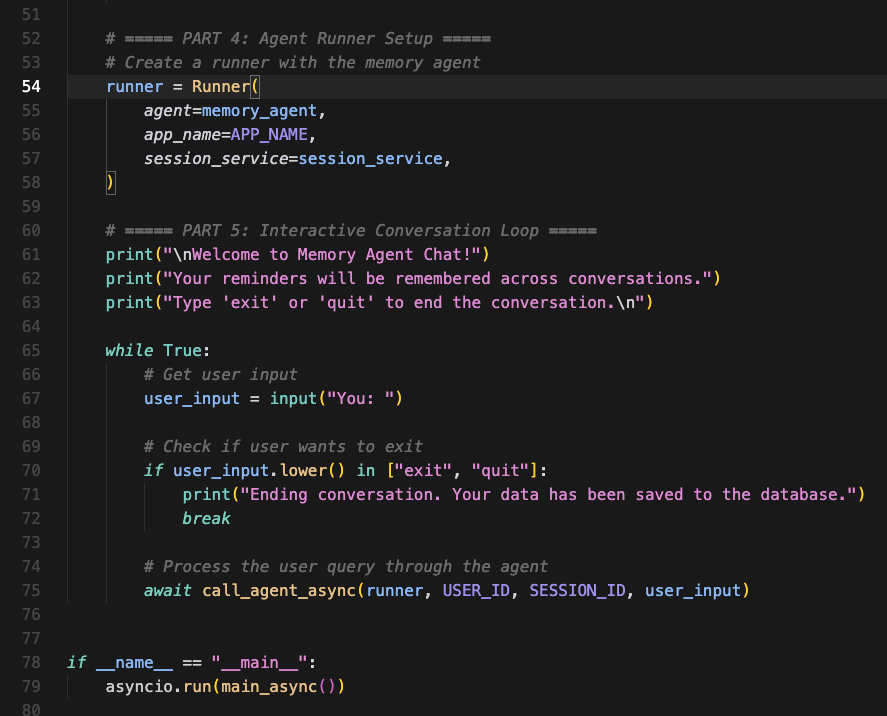 51
52 # ===== PART 4: Agent Runner Setup =====
53 # Create a runner with the memory agent
54 runner = Runner(
55 agent=memory_agent,
56 app_name=APP_NAME,
57 session_service=session_service,
58 )
59
60 # ===== PART 5: Interactive Conversation Loop =====
61 print("\nWelcome to Memory Agent Chat!")
62 print("Your reminders will be remembered across conversations.")
63 print("Type 'exit' or 'quit' to end the conversation.\n")
64
65 while True:
66 # Get user input
67 user_input = input("You: ")
68
69 # Check if user wants to exit
70 if user_input.lower() in ["exit", "quit"]:
71 print("Ending conversation. Your data has been saved to the database.")
72 break
73
74 # Process the user query through the agent
75 await call_agent_async(runner, USER_ID, SESSION_ID, user_input)
76
77
78 if __name__ == "__main__":
79 asyncio.run(main_async())
80